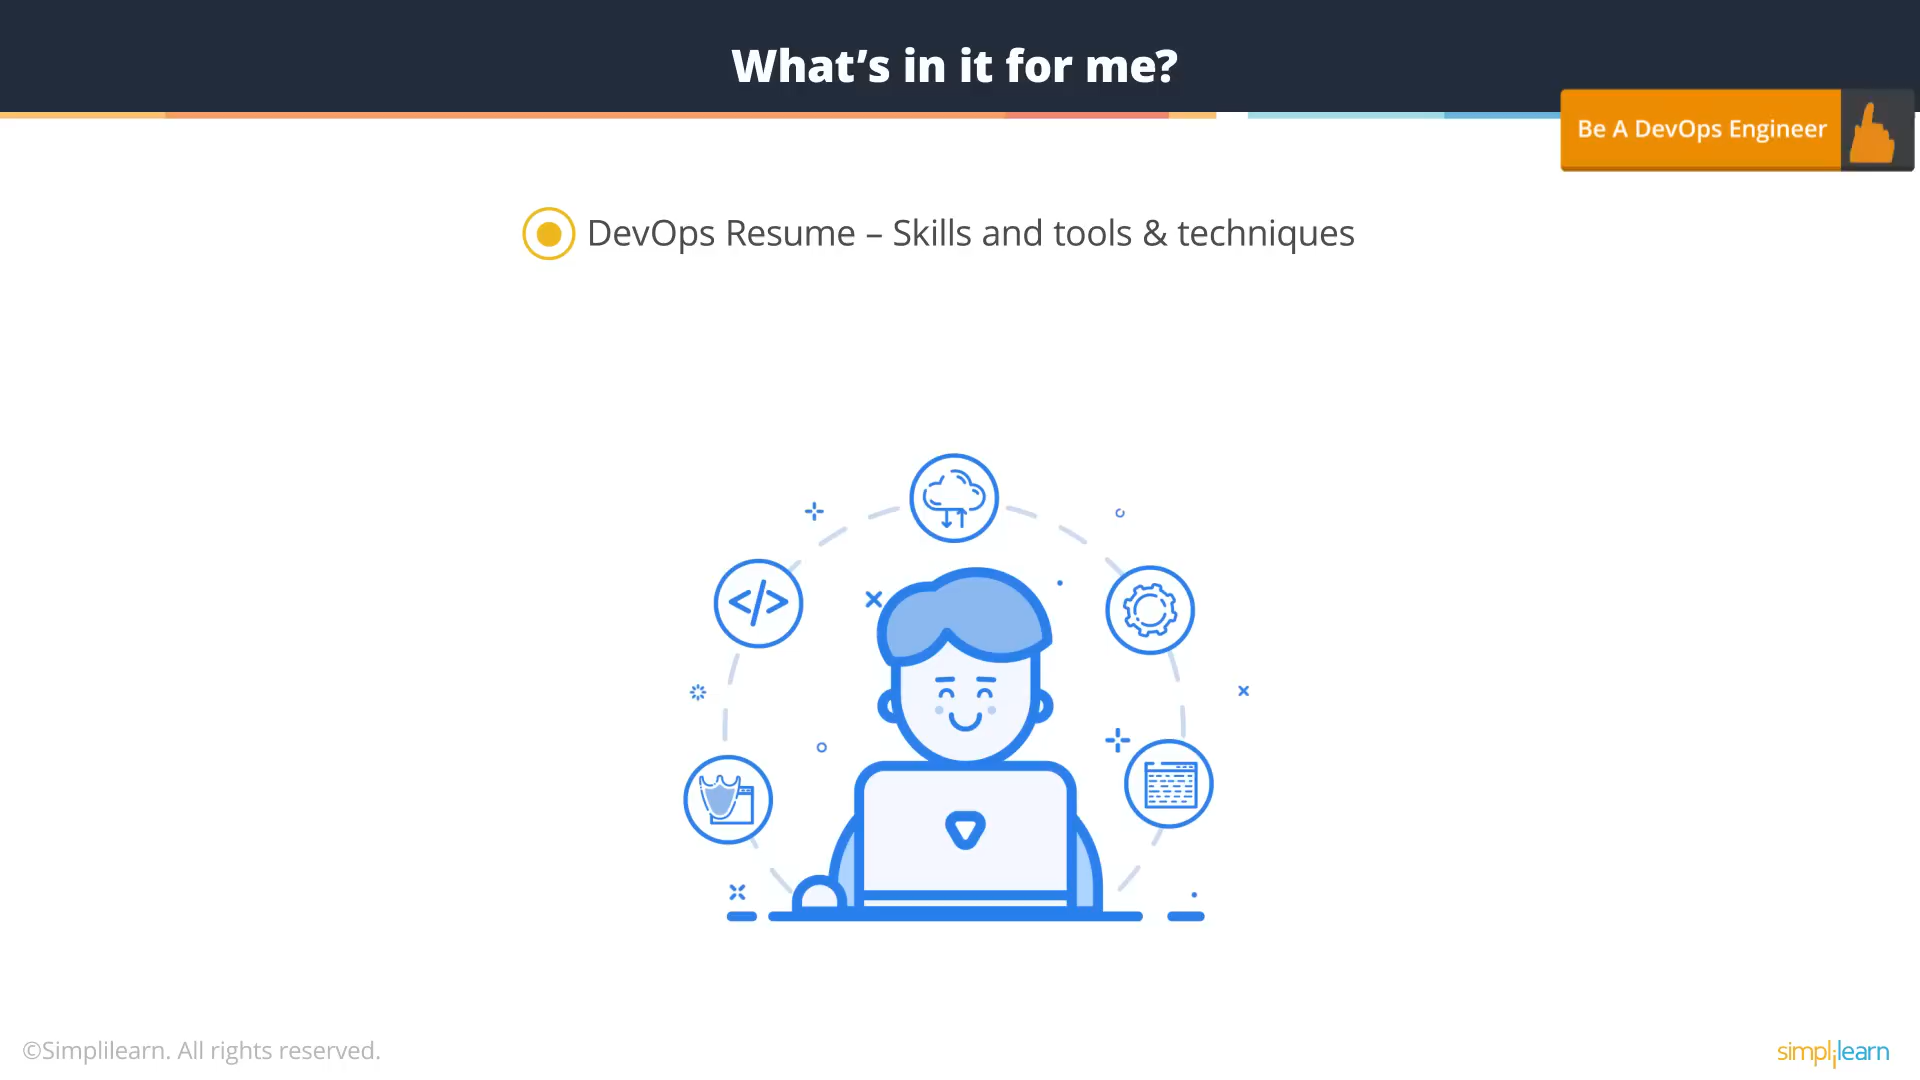 What's in it for me?
Be A DevOps Engineer
DevOps Resume – Skills and tools & techniques
</>
©Simplilearn. All rights reserved.
simplilearn